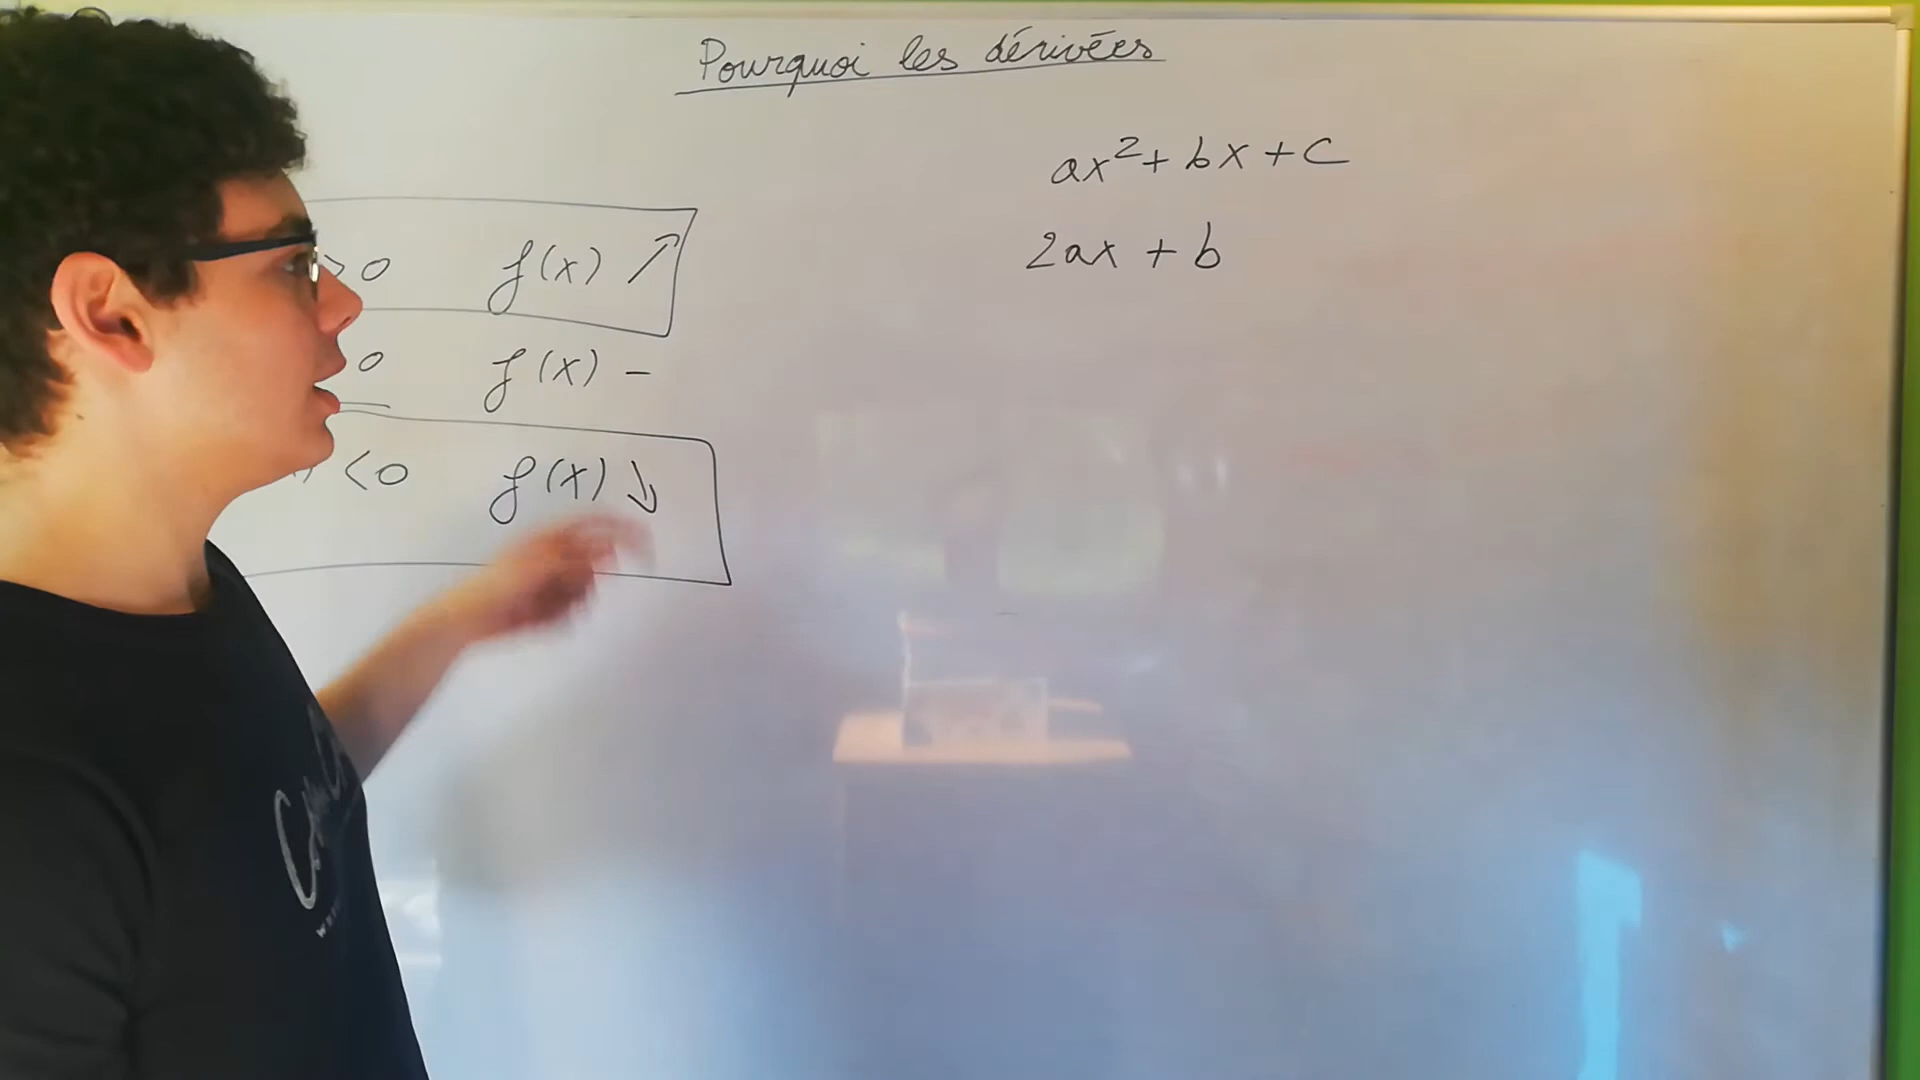 Pourquoi les dérivées
ax²+bx+c
2ax+b
>0 f(x) ↗
0 f(x) −
<0 f(x) ↘